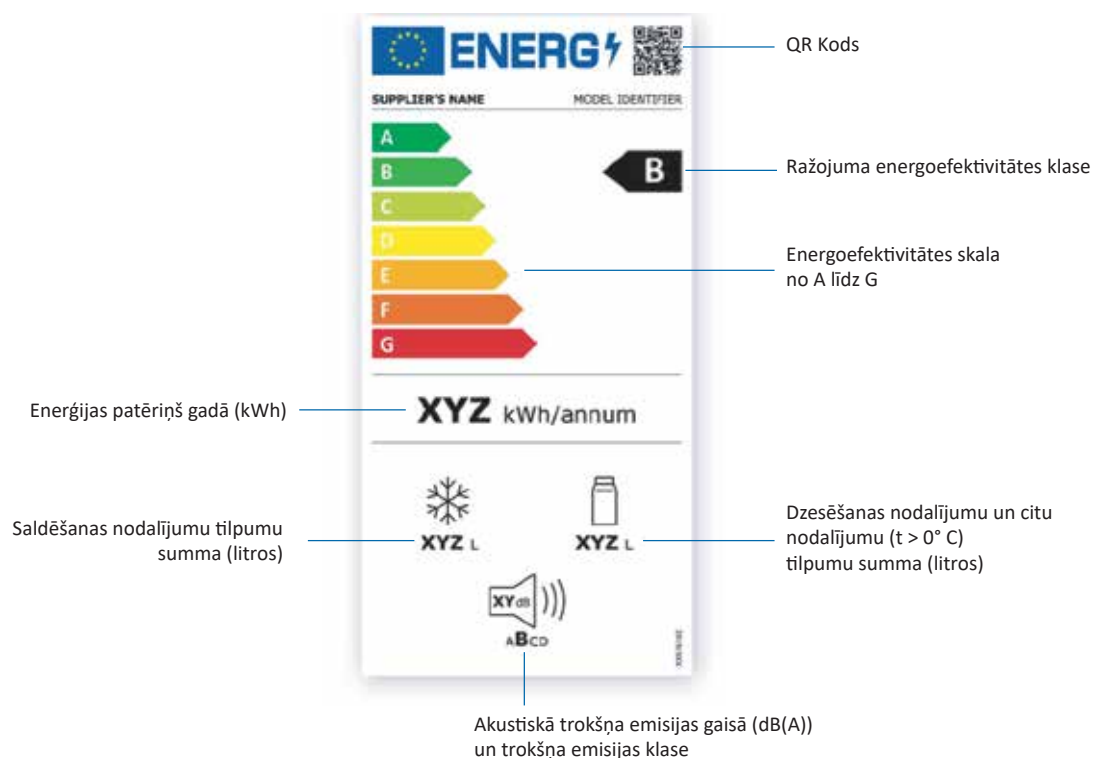 ENERG
QR Kods
SUPPLIER'S NAME MODEL IDENTIFIER
A
B
B
Ražojuma energoefektivitātes klase
C
D
E
Energoefektivitātes skala
no A līdz G
F
G
Enerģijas patēriņš gadā (kWh)
XYZ kWh/annum
Saldēšanas nodalījumu tilpumu
summa (litros)
XYZ L
XYZ L
Dzesēšanas nodalījumu un citu
nodalījumu (t > 0° C)
tilpumu summa (litros)
XY dB
ABCD
Akustiskā trokšņa emisijas gaisā (dB(A))
un trokšņa emisijas klase